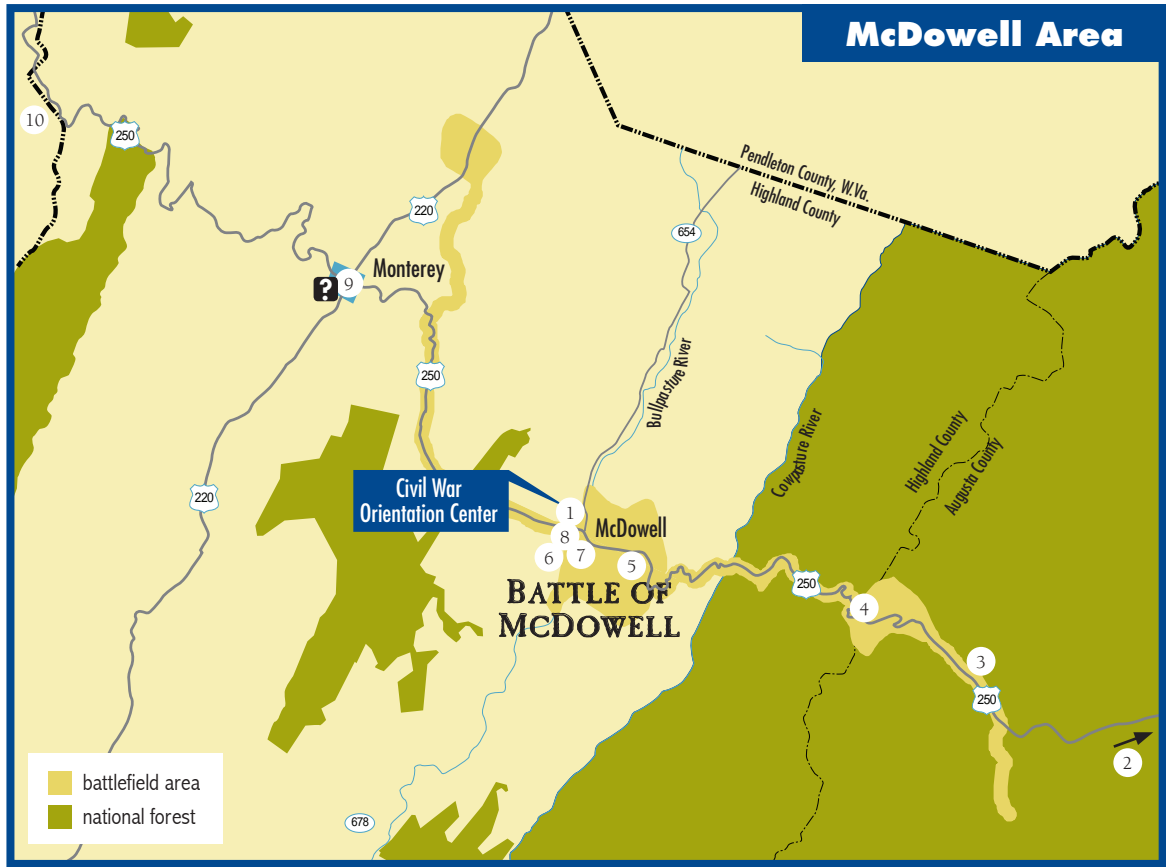 McDowell Area
10
250
Pendleton County, W.Va.
Highland County
220
654
Monterey
?
9
250
Bullpasture River
Cowpasture River
Highland County
Augusta County
220
Civil War
Orientation Center
1
McDowell
8
6
7
5
BATTLE OF
MCDOWELL
250
4
3
250
2
battlefield area
national forest
678